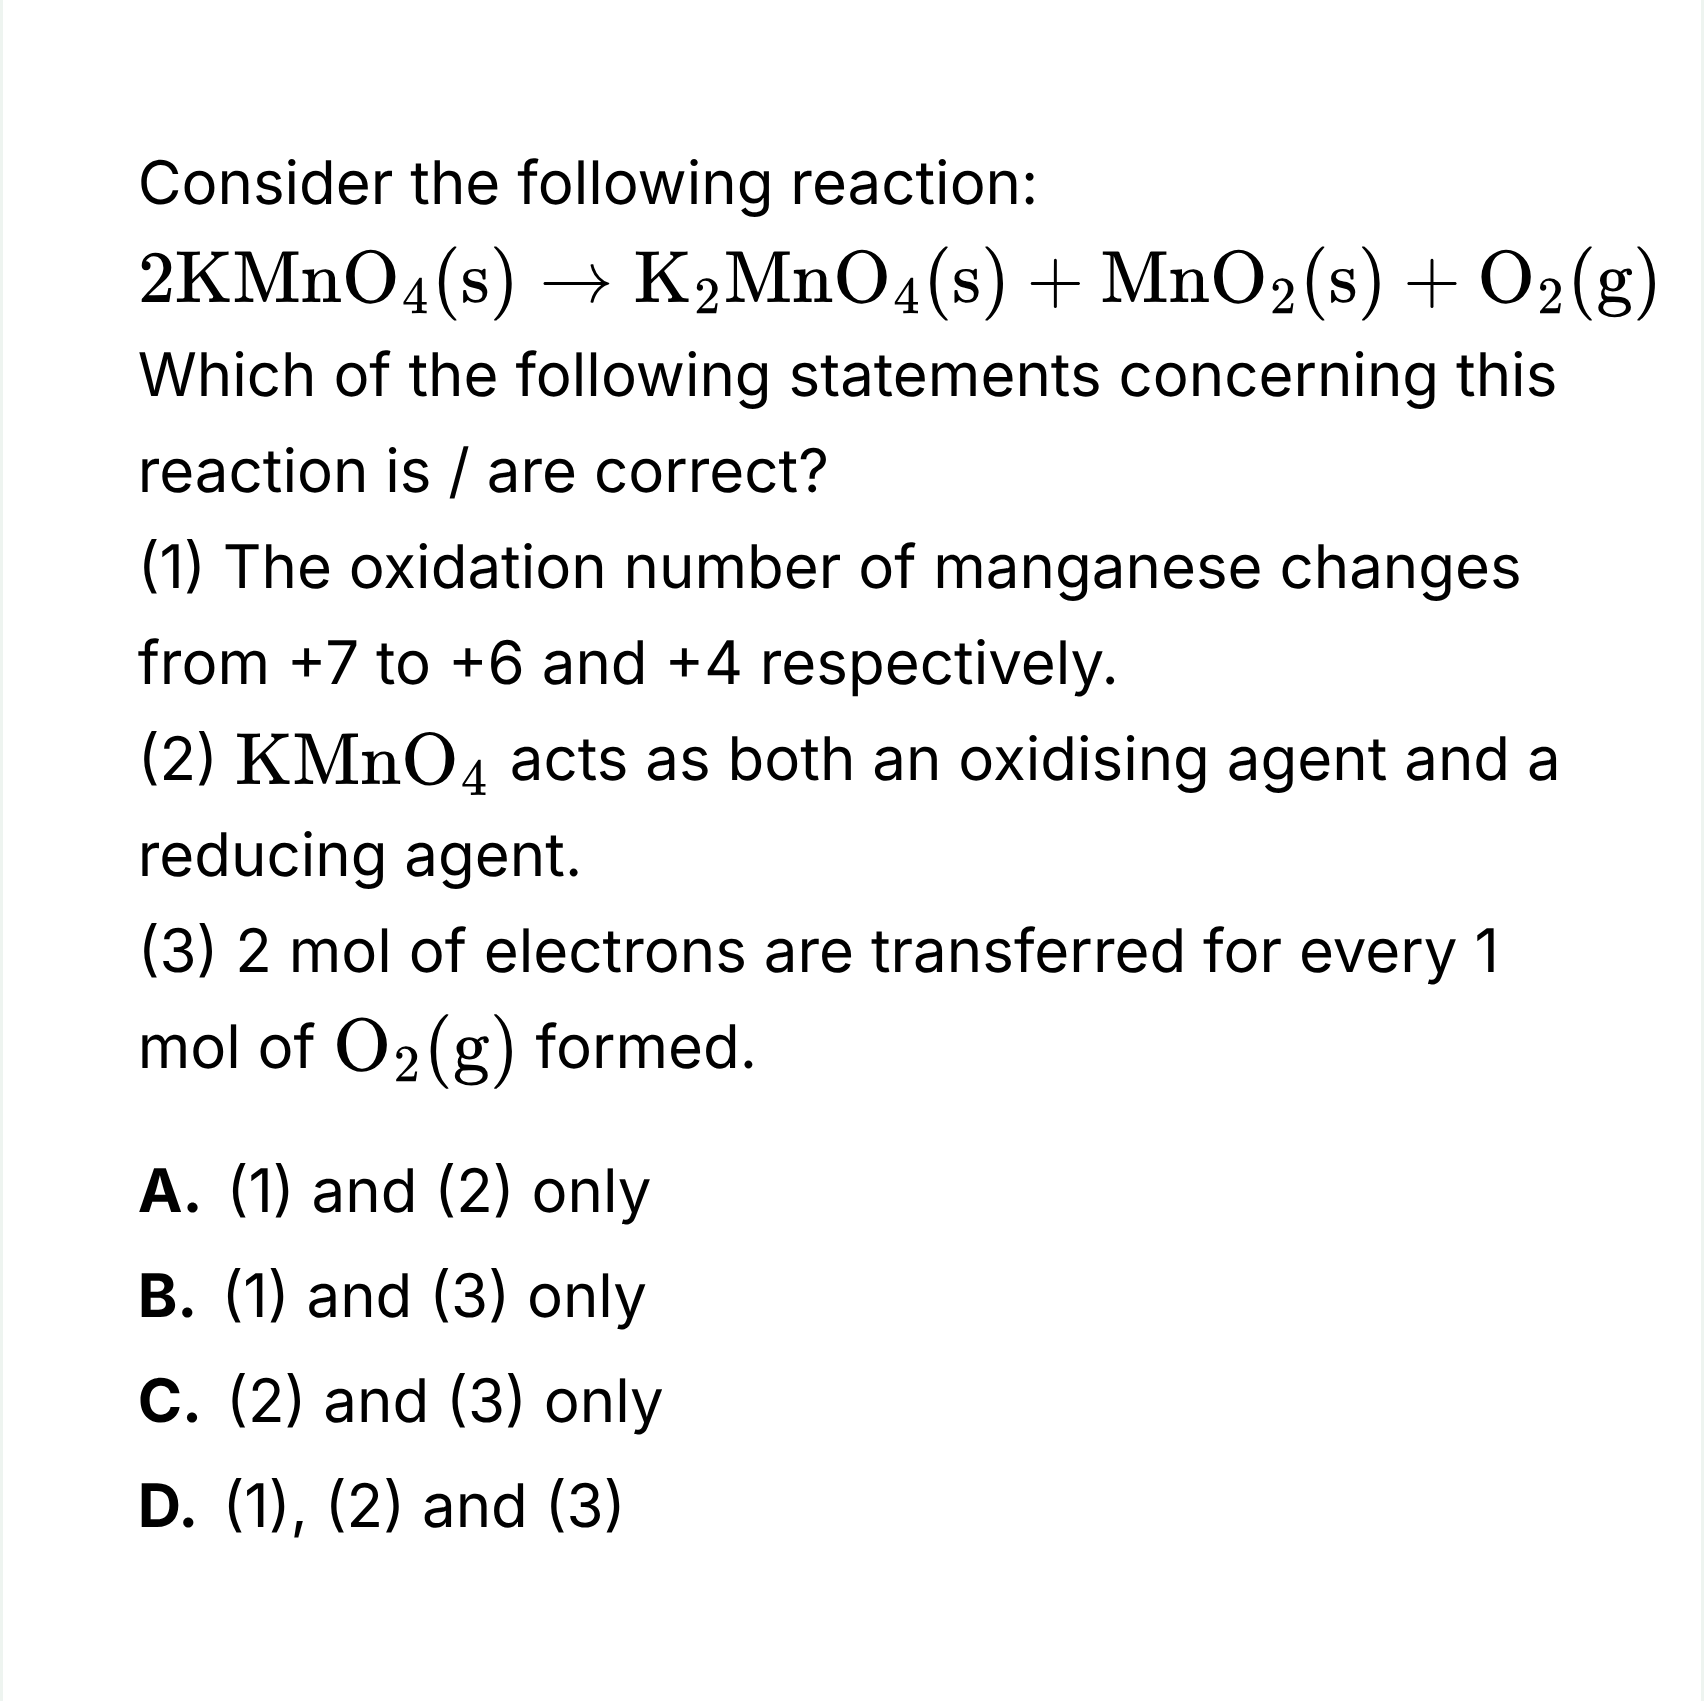 Consider the following reaction:
2KMnO₄(s) → K₂MnO₄(s) + MnO₂(s) + O₂(g)
Which of the following statements concerning this
reaction is / are correct?
(1) The oxidation number of manganese changes
from +7 to +6 and +4 respectively.
(2) KMnO₄ acts as both an oxidising agent and a
reducing agent.
(3) 2 mol of electrons are transferred for every 1
mol of O₂(g) formed.
A. (1) and (2) only
B. (1) and (3) only
C. (2) and (3) only
D. (1), (2) and (3)